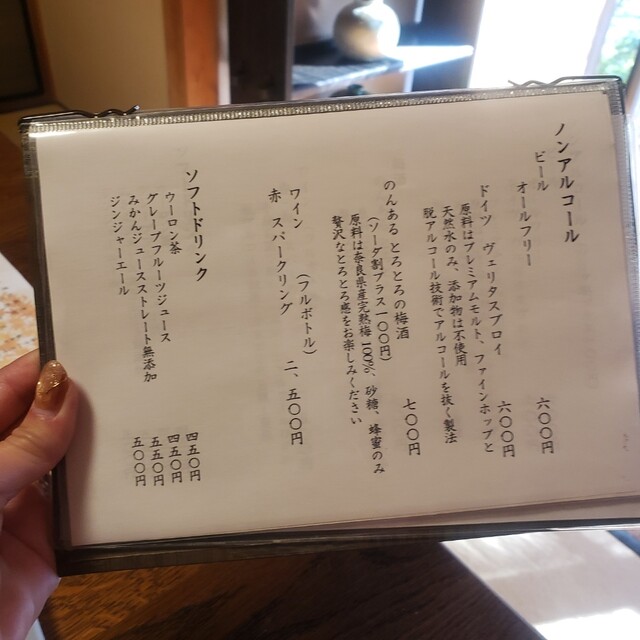 ノンアルコール
ビール
オールフリー 六〇〇円
ドイツ ヴェリタスブロイ 六〇〇円
原料はプレミアムモルト、ファインホップと
天然水のみ、添加物は不使用
脱アルコール技術でアルコールを抜く製法
のんある とろとろの梅酒 七〇〇円
(ソーダ割プラス一〇〇円)
原料は奈良県産完熟梅100%、砂糖、蜂蜜のみ
贅沢なとろとろ感をお楽しみください
ワイン (フルボトル)
赤 スパークリング 二、五〇〇円
ソフトドリンク
ウーロン茶 四五〇円
グレープフルーツジュース 四五〇円
みかんジュースストレート無添加 五五〇円
ジンジャーエール 五〇〇円